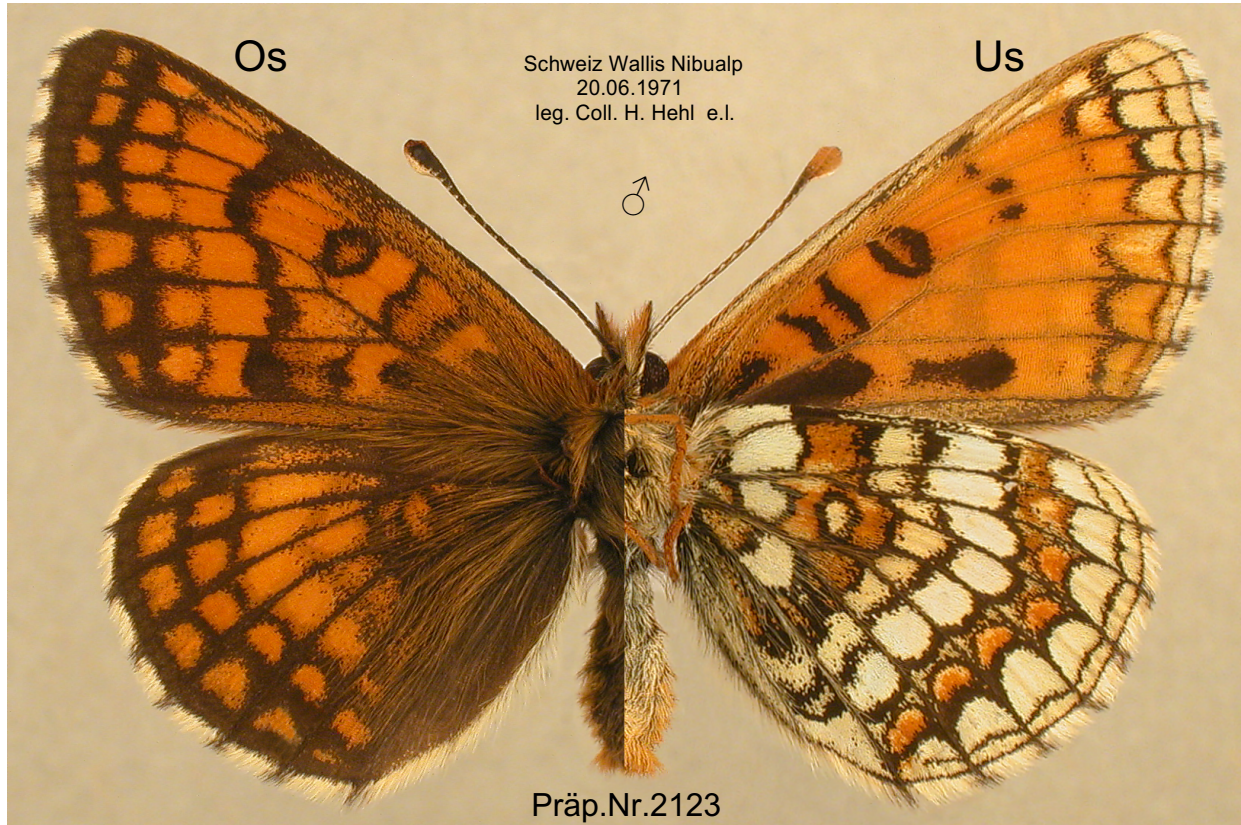 Os
Schweiz Wallis Nibualp
20.06.1971
leg. Coll. H. Hehl e.l.
Us
♂
Präp.Nr.2123